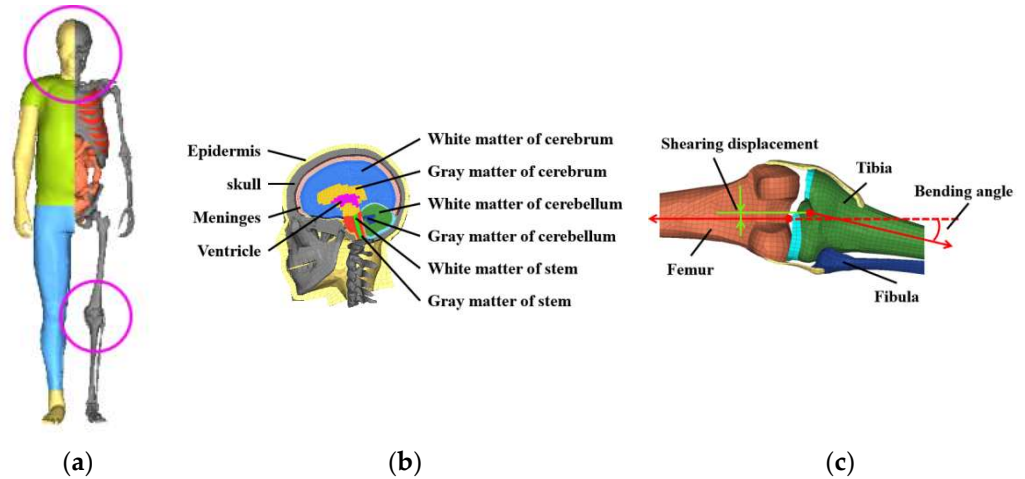 Epidermis
skull
Meninges
Ventricle
White matter of cerebrum
Gray matter of cerebrum
White matter of cerebellum
Gray matter of cerebellum
White matter of stem
Gray matter of stem
Shearing displacement
Tibia
Bending angle
Femur
Fibula
(a)
(b)
(c)